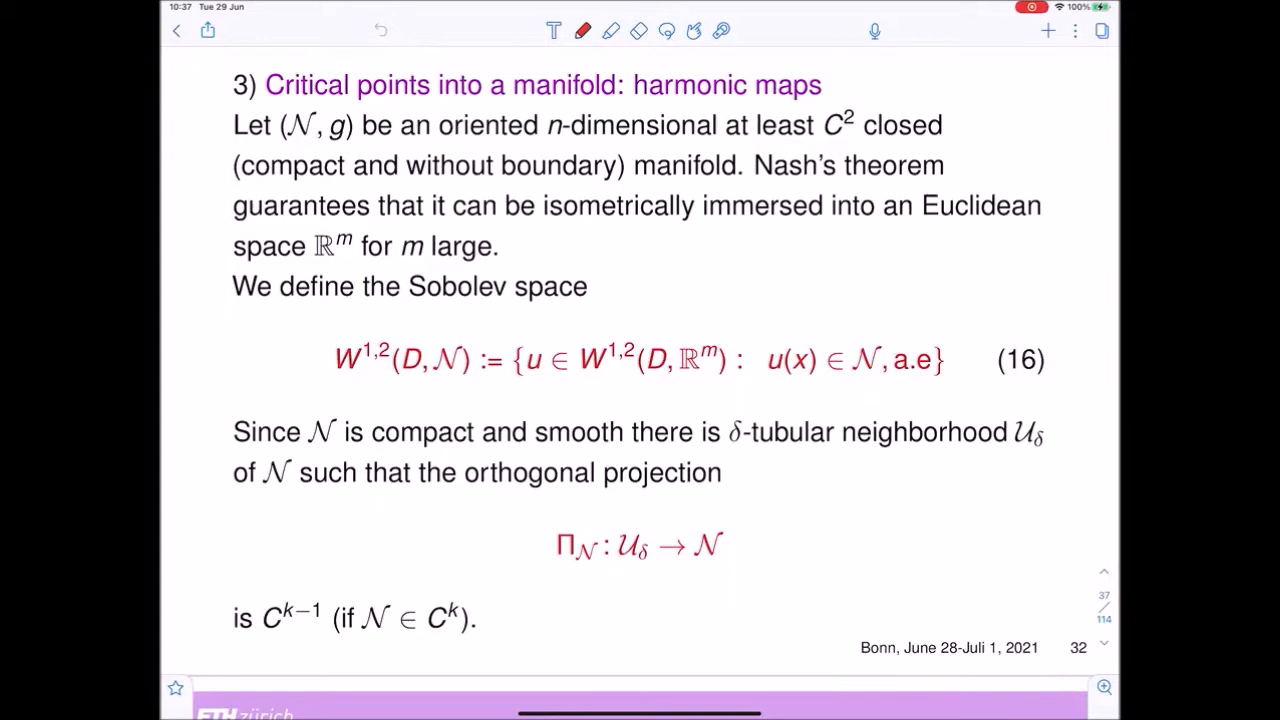 10:37 Tue 29 Jun
100%
3) Critical points into a manifold: harmonic maps
Let (𝒩, g) be an oriented n-dimensional at least C² closed
(compact and without boundary) manifold. Nash's theorem
guarantees that it can be isometrically immersed into an Euclidean
space ℝᵐ for m large.
We define the Sobolev space
W^{1,2}(D, 𝒩) := {u ∈ W^{1,2}(D, ℝᵐ) : u(x) ∈ 𝒩, a.e} (16)
Since 𝒩 is compact and smooth there is δ-tubular neighborhood 𝒰_δ
of 𝒩 such that the orthogonal projection
Π_𝒩 : 𝒰_δ → 𝒩
is C^{k−1} (if 𝒩 ∈ C^k).
37
/
114
Bonn, June 28-Juli 1, 2021 32
ETH zürich